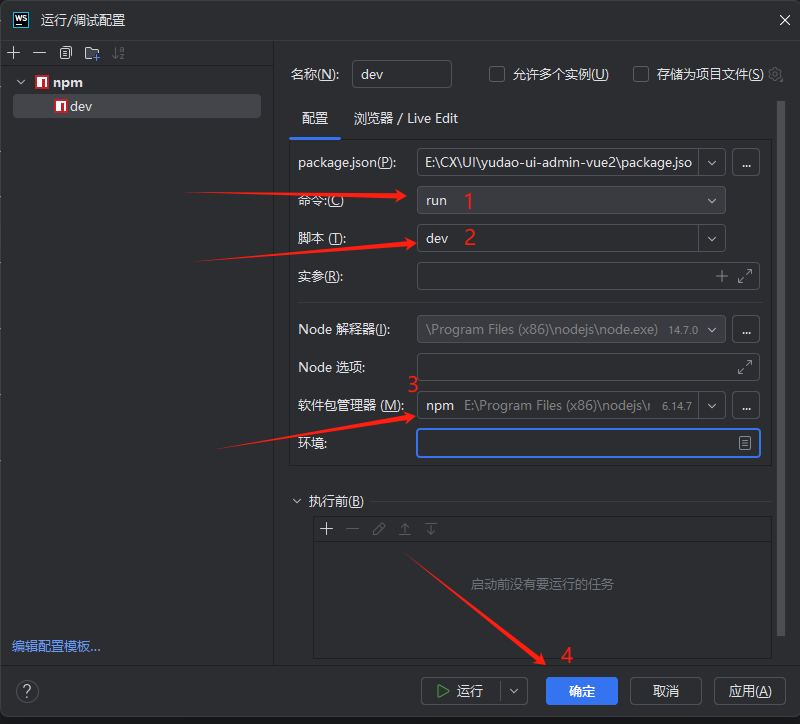 WS 运行/调试配置
npm
dev
名称(N): dev 允许多个实例(U) 存储为项目文件(S)
配置 浏览器 / Live Edit
package.json(P): E:\CX\UI\yudao-ui-admin-vue2\package.jso ...
命令:(C) run 1
脚本 (T): dev 2
实参(R):
Node 解释器(I): \Program Files (x86)\nodejs\node.exe) 14.7.0 ...
Node 选项:
3
软件包管理器 (M): npm E:\Program Files (x86)\nodejs\ 6.14.7 ...
环境:
执行前(B)
启动前没有要运行的任务
编辑配置模板...
4
? 运行 确定 取消 应用(A)